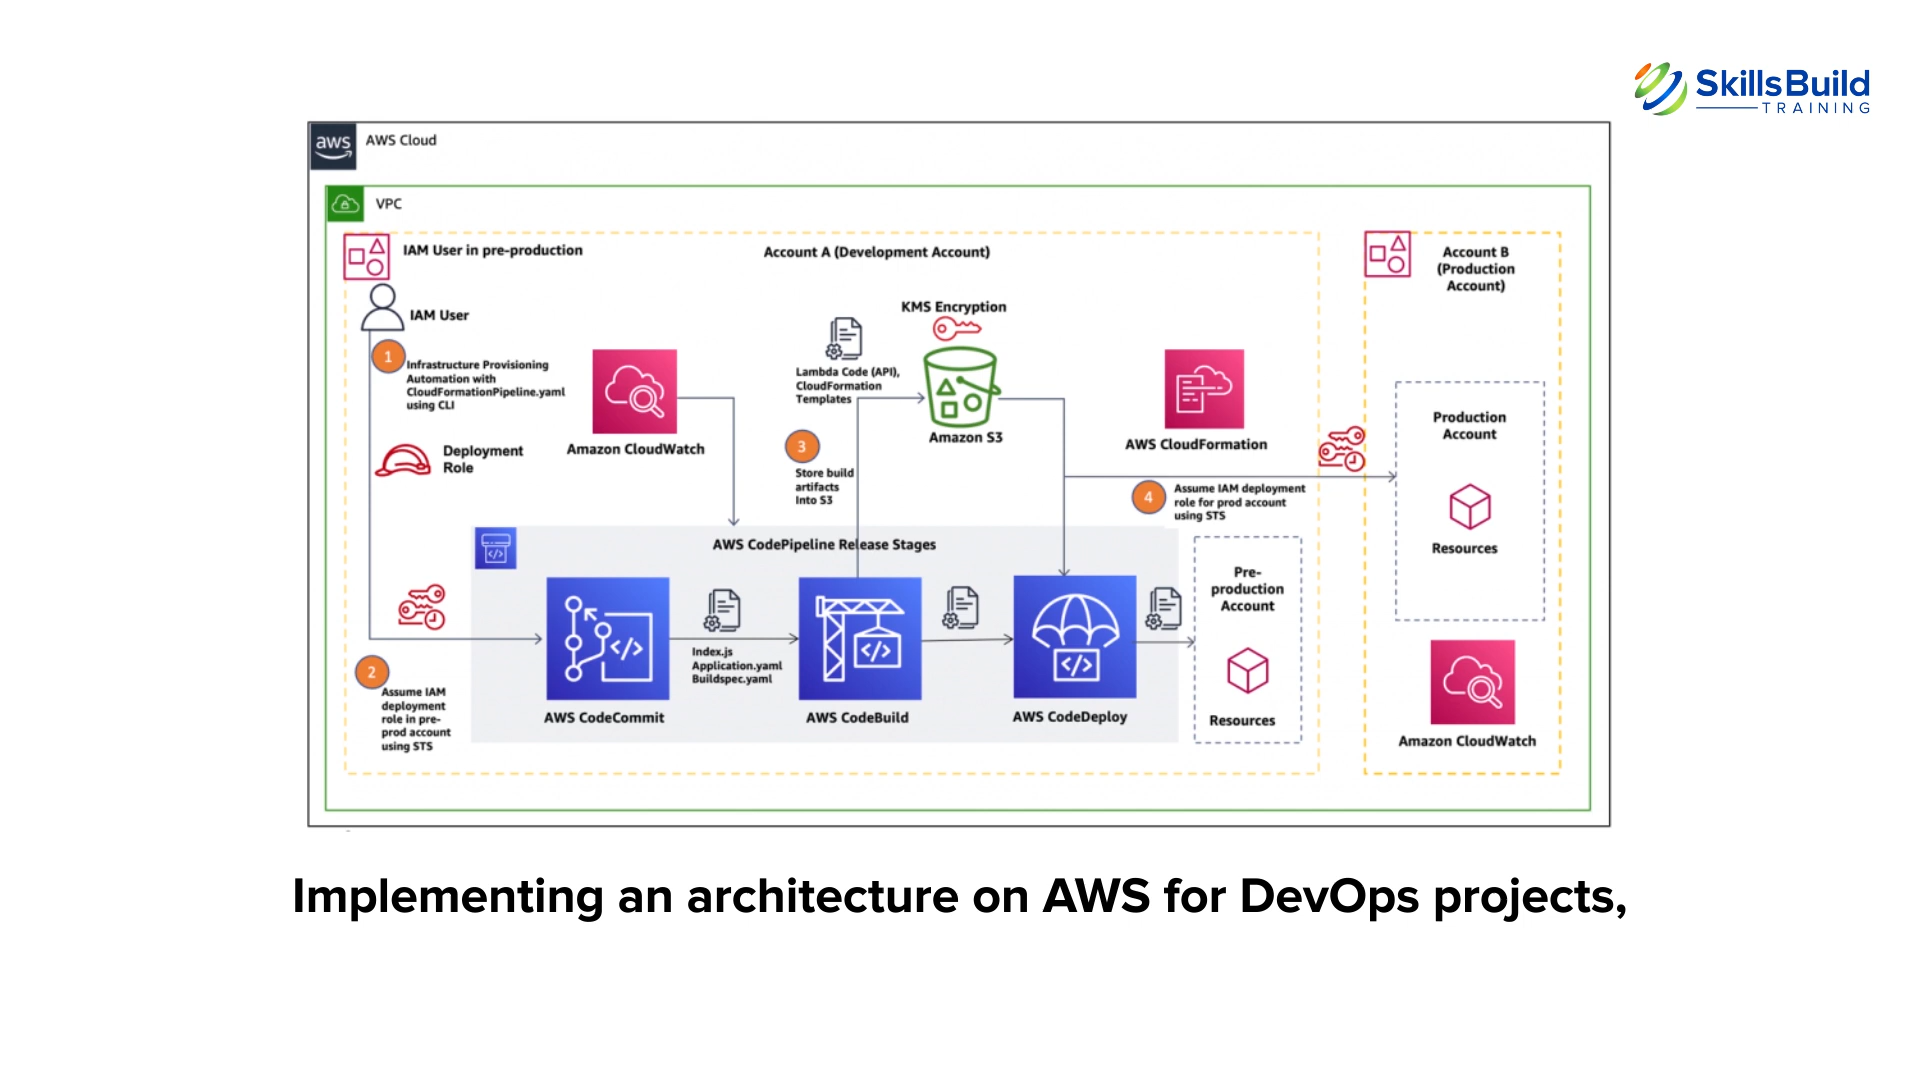 SkillsBuild
TRAINING
aws
AWS Cloud
VPC
IAM User in pre-production
Account A (Development Account)
Account B
(Production
Account)
IAM User
1
Infrastructure Provisioning
Automation with
CloudFormationPipeline.yaml
using CLI
Deployment
Role
Amazon CloudWatch
Lambda Code (API),
CloudFormation
Templates
KMS Encryption
Amazon S3
3
Store build
artifacts
Into S3
AWS CloudFormation
4
Assume IAM deployment
role for prod account
using STS
Production
Account
Resources
AWS CodePipeline Release Stages
2
Assume IAM
deployment
role in pre-
prod account
using STS
AWS CodeCommit
Index.js
Application.yaml
Buildspec.yaml
AWS CodeBuild
AWS CodeDeploy
Pre-
production
Account
Resources
Amazon CloudWatch
Implementing an architecture on AWS for DevOps projects,